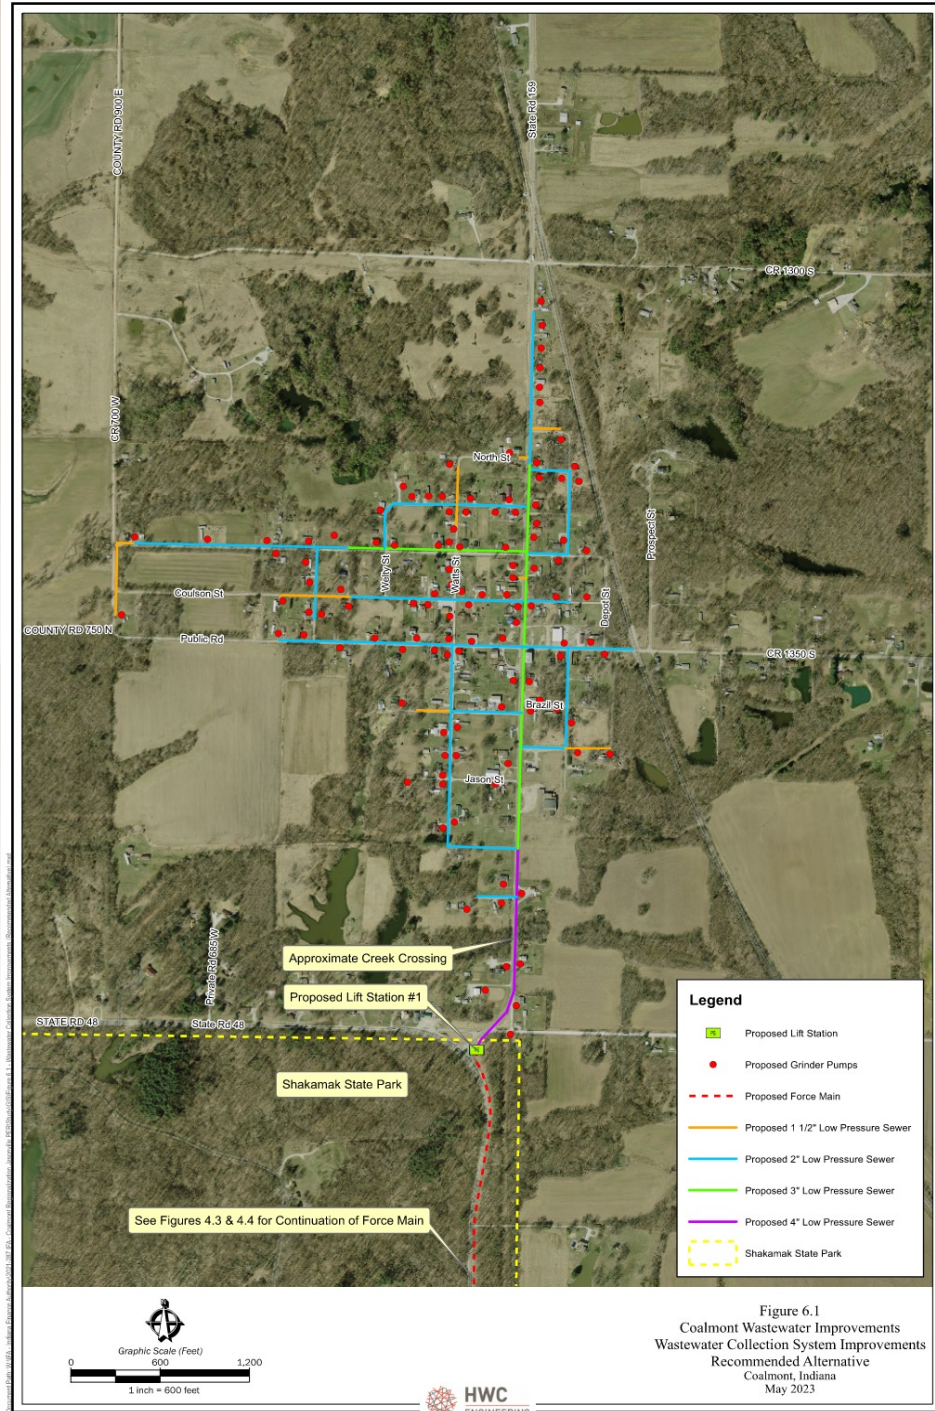 State Rd 159
COUNTY RD 900 E
CR 1300 S
CR 700 W
North St
Prospect St
Welty St
Watts St
Coulson St
Depot St
COUNTY RD 750 N
Public Rd
CR 1350 S
Brazil St
Jason St
Private Rd 685 W
Approximate Creek Crossing
Proposed Lift Station #1
STATE RD 48
State Rd 48
Shakamak State Park
See Figures 4.3 & 4.4 for Continuation of Force Main
Legend
Proposed Lift Station
Proposed Grinder Pumps
Proposed Force Main
Proposed 1 1/2" Low Pressure Sewer
Proposed 2" Low Pressure Sewer
Proposed 3" Low Pressure Sewer
Proposed 4" Low Pressure Sewer
Shakamak State Park
Graphic Scale (Feet)
0 600 1,200
1 inch = 600 feet
Figure 6.1
Coalmont Wastewater Improvements
Wastewater Collection System Improvements
Recommended Alternative
Coalmont, Indiana
May 2023
HWC
ENGINEERING